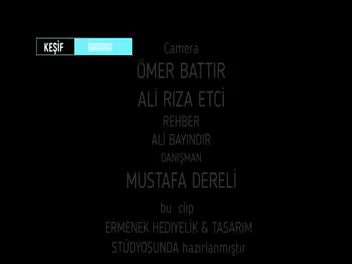 KEŞİF
Camera
ÖMER BATTIR
ALİ RIZA ETCİ
REHBER
ALİ BAYINDIR
DANIŞMAN
MUSTAFA DERELİ
bu clip
ERMENEK HEDİYELİK & TASARIM
STÜDYOSUNDA hazırlanmıştır